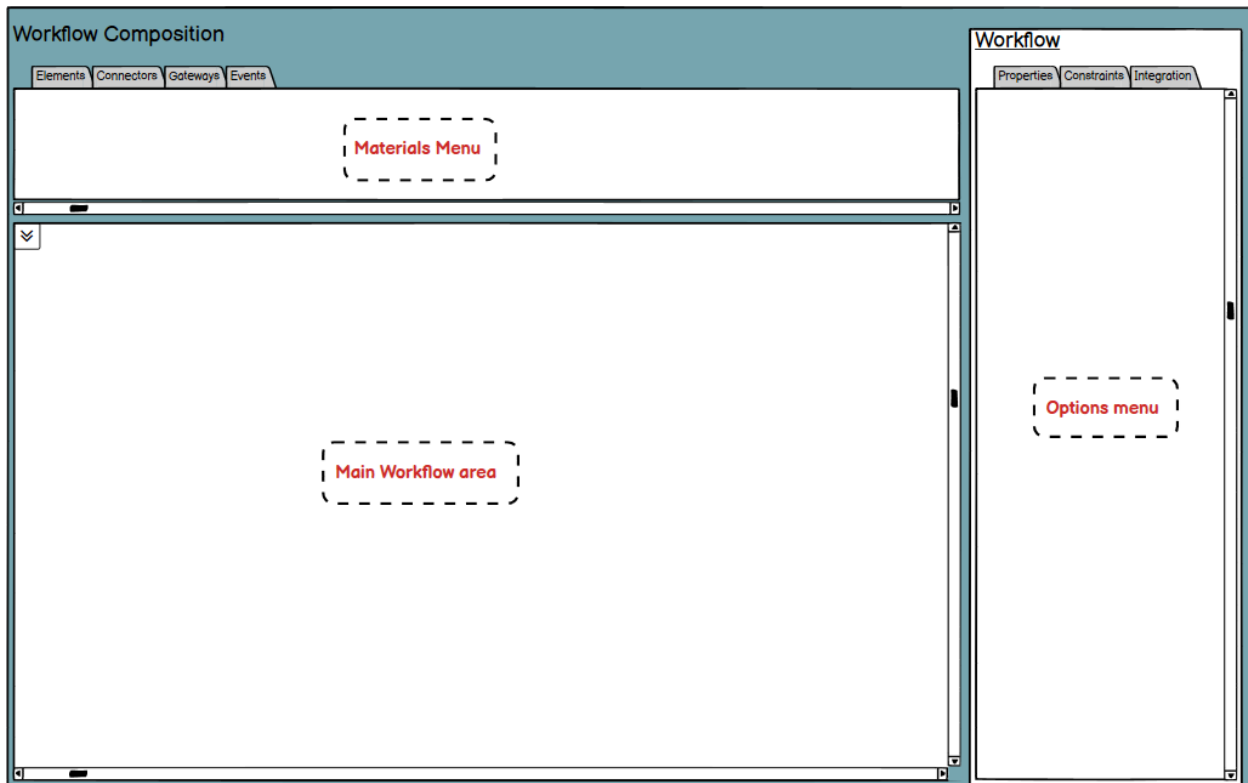 Workflow Composition
Elements Connectors Gateways Events
Materials Menu
Main Workflow area
Workflow
Properties Constraints Integration
Options menu